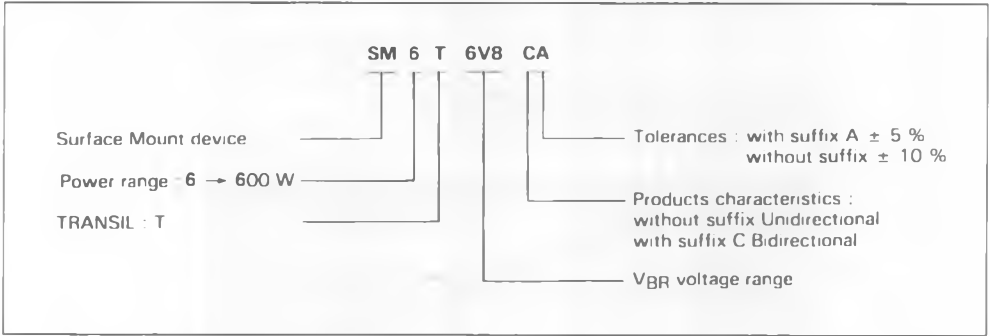 SM 6 T 6V8 CA
Surface Mount device
Power range 6 → 600 W
TRANSIL : T
Tolerances : with suffix A ± 5 %
without suffix ± 10 %
Products characteristics :
without suffix Unidirectional
with suffix C Bidirectional
VBR voltage range